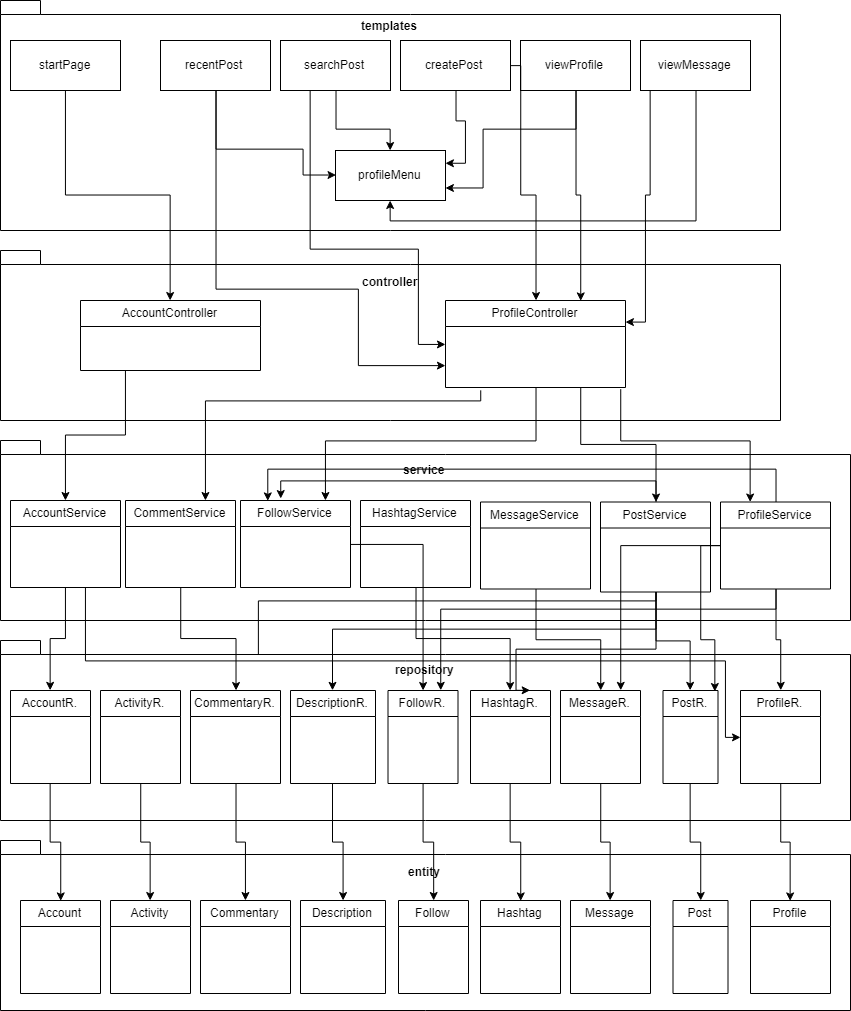 templates
startPage
recentPost
searchPost
createPost
viewProfile
viewMessage
profileMenu
controller
AccountController
ProfileController
service
AccountService
CommentService
FollowService
HashtagService
MessageService
PostService
ProfileService
repository
AccountR.
ActivityR.
CommentaryR.
DescriptionR.
FollowR.
HashtagR.
MessageR.
PostR.
ProfileR.
entity
Account
Activity
Commentary
Description
Follow
Hashtag
Message
Post
Profile